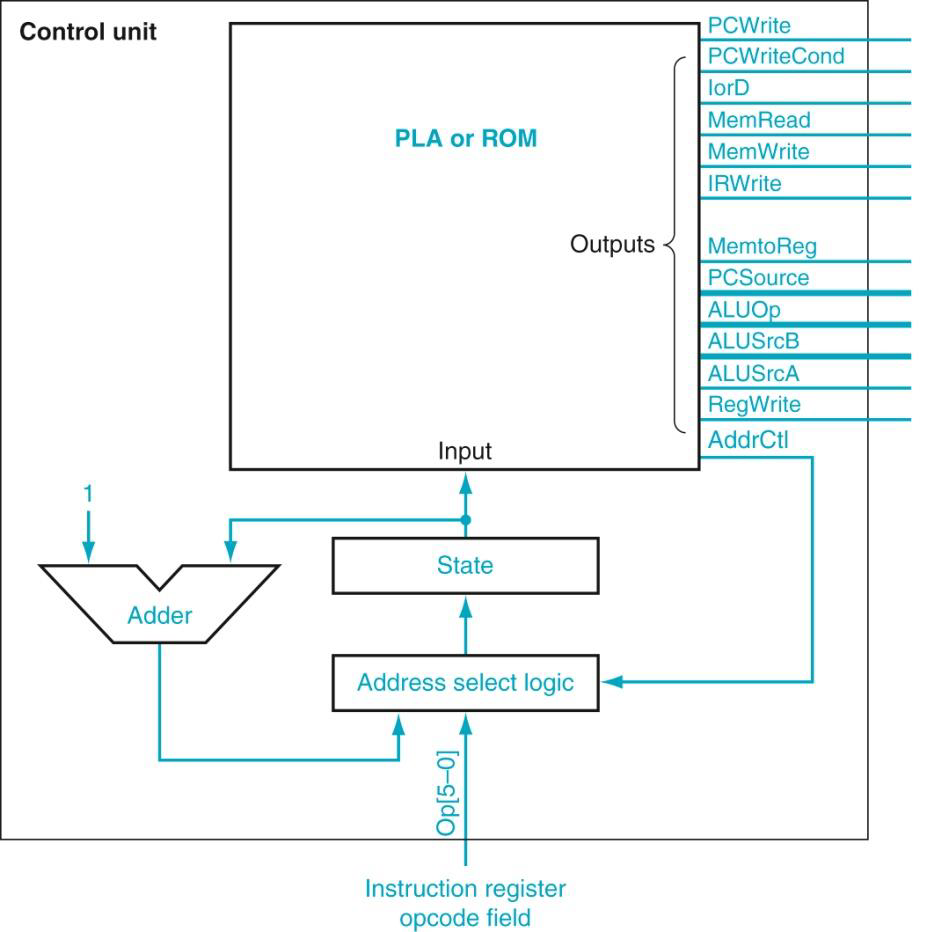 Control unit
PCWrite
PCWriteCond
IorD
MemRead
PLA or ROM
MemWrite
IRWrite
Outputs
MemtoReg
PCSource
ALUOp
ALUSrcB
ALUSrcA
RegWrite
AddrCtl
Input
1
State
Adder
Address select logic
Op[5–0]
Instruction register
opcode field